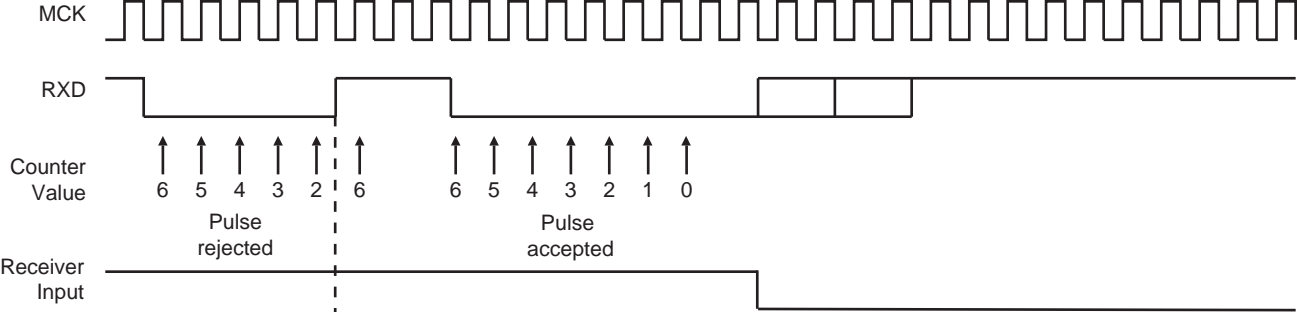 MCK
RXD
Counter
Value
6 5 4 3 2 6 6 5 4 3 2 1 0
Pulse
rejected
Pulse
accepted
Receiver
Input